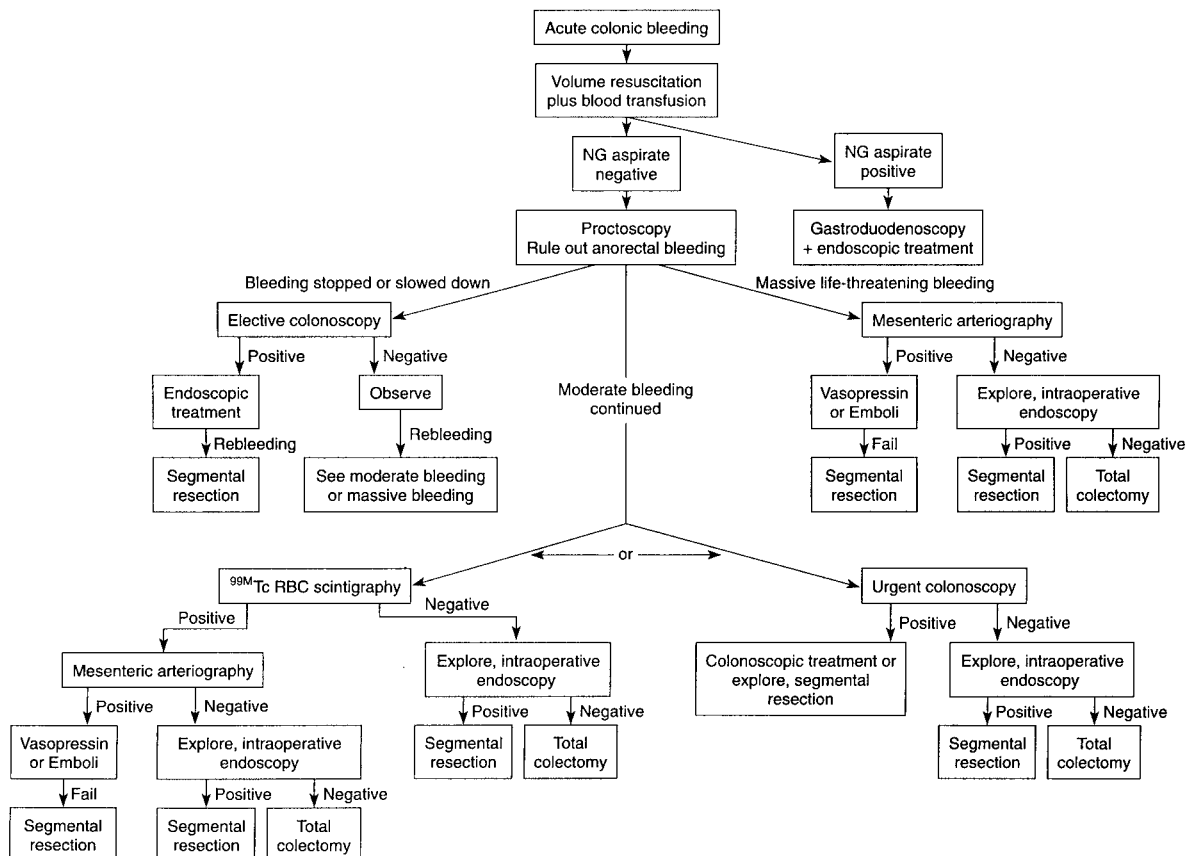 Acute colonic bleeding
Volume resuscitation
plus blood transfusion
NG aspirate
negative
NG aspirate
positive
Proctoscopy
Rule out anorectal bleeding
Gastroduodenoscopy
+ endoscopic treatment
Bleeding stopped or slowed down
Massive life-threatening bleeding
Elective colonoscopy
Mesenteric arteriography
Positive
Negative
Positive
Negative
Endoscopic
treatment
Observe
Moderate bleeding
continued
Vasopressin
or Emboli
Explore, intraoperative
endoscopy
Rebleeding
Rebleeding
Fail
Positive
Negative
Segmental
resection
See moderate bleeding
or massive bleeding
Segmental
resection
Segmental
resection
Total
colectomy
or
99MTc RBC scintigraphy
Urgent colonoscopy
Positive
Negative
Positive
Negative
Mesenteric arteriography
Explore, intraoperative
endoscopy
Colonoscopic treatment or
explore, segmental
resection
Explore, intraoperative
endoscopy
Positive
Negative
Positive
Negative
Positive
Negative
Vasopressin
or Emboli
Explore, intraoperative
endoscopy
Segmental
resection
Total
colectomy
Segmental
resection
Total
colectomy
Fail
Positive
Negative
Segmental
resection
Segmental
resection
Total
colectomy